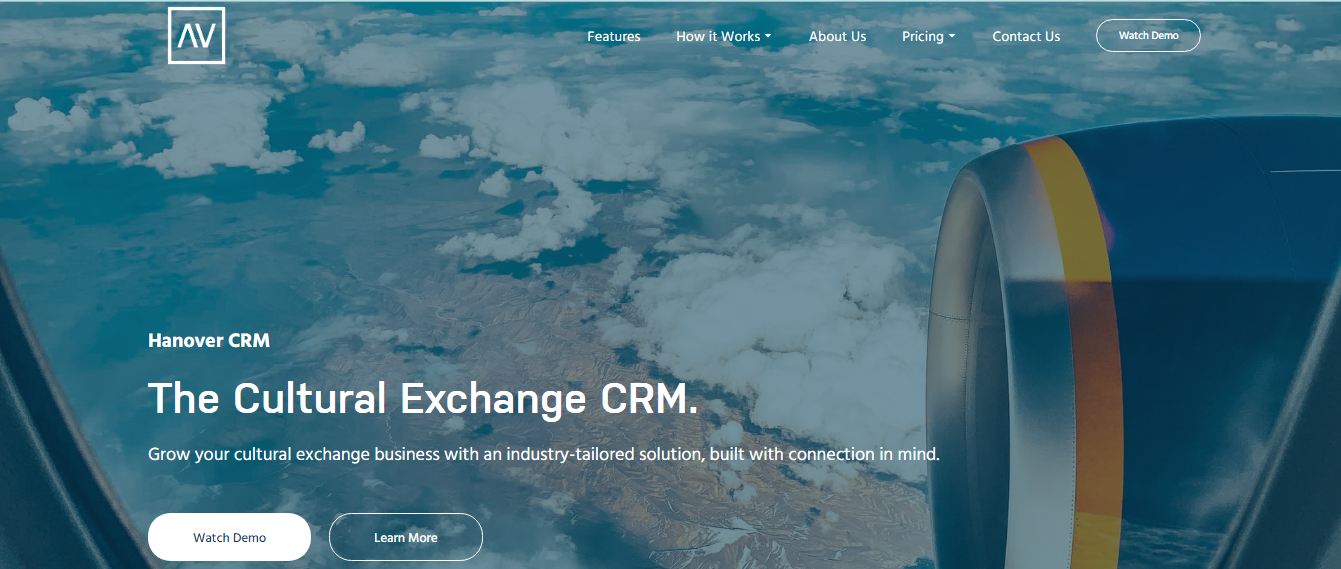 AV
Features How it Works About Us Pricing Contact Us Watch Demo
Hanover CRM
The Cultural Exchange CRM.
Grow your cultural exchange business with an industry-tailored solution, built with connection in mind.
Watch Demo Learn More